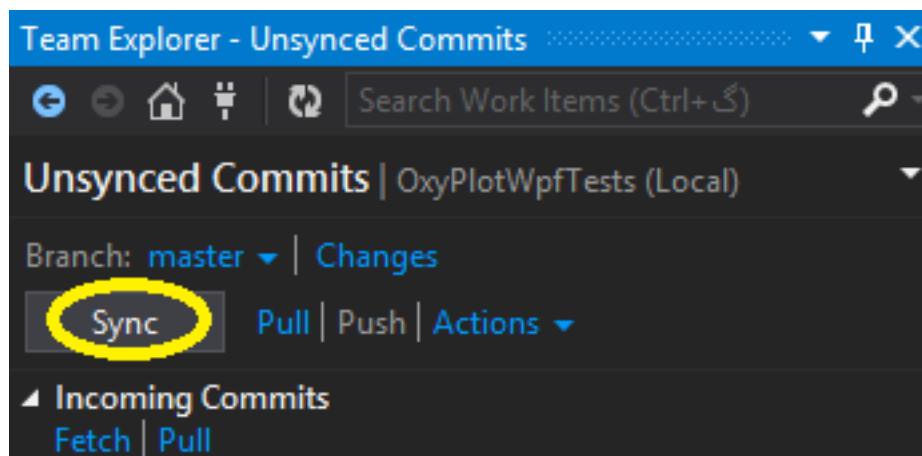 Team Explorer - Unsynced Commits
Search Work Items (Ctrl+گ)
Unsynced Commits | OxyPlotWpfTests (Local)
Branch: master | Changes
Sync Pull | Push | Actions
Incoming Commits
Fetch | Pull